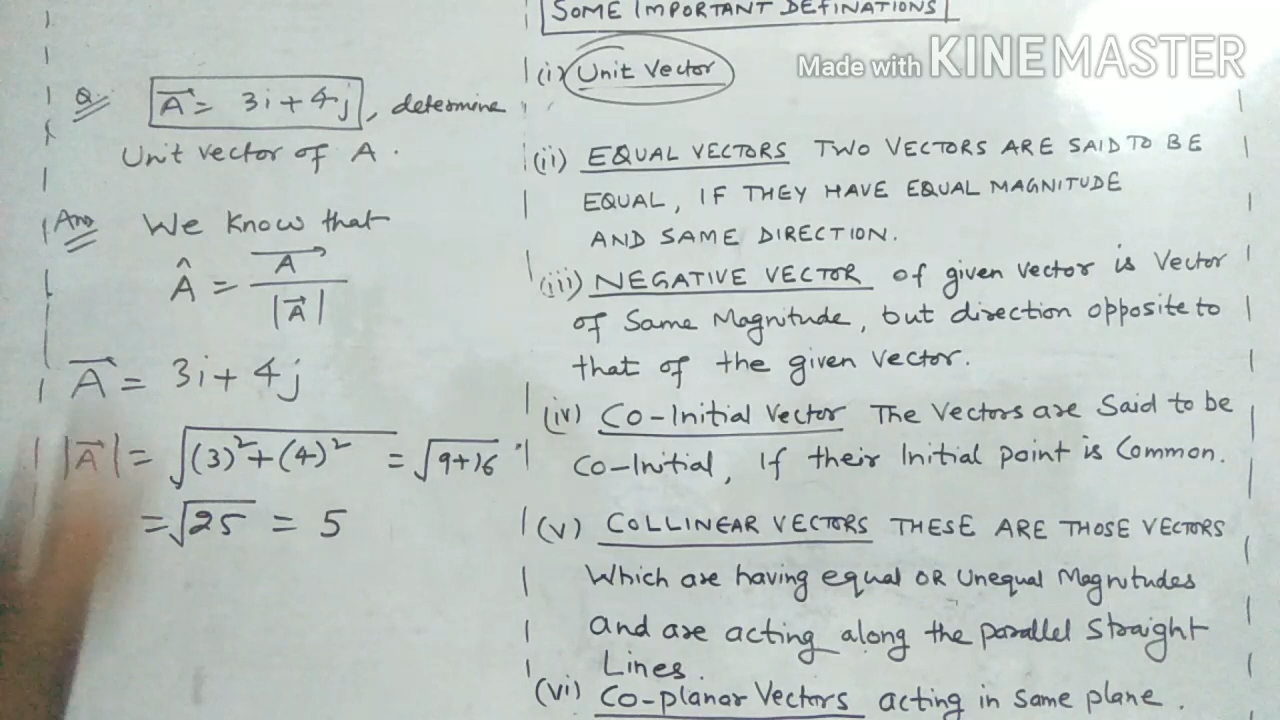 Q. A = 3i + 4j, determine
Unit vector of A.
Ans We know that
Â = A / |A|
A = 3i + 4j
|A| = √(3)² + (4)² = √9+16
= √25 = 5
SOME IMPORTANT DEFINATIONS
Made with KINEMASTER
(i) Unit Vector
(ii) EQUAL VECTORS TWO VECTORS ARE SAID TO BE
EQUAL, IF THEY HAVE EQUAL MAGNITUDE
AND SAME DIRECTION.
(iii) NEGATIVE VECTOR of given vector is Vector
of Same Magnitude, but direction opposite to
that of the given vector.
(iv) Co-Initial Vector The Vectors are Said to be
Co-Initial, If their Initial point is Common.
(v) COLLINEAR VECTORS THESE ARE THOSE VECTORS
Which are having equal OR Unequal Magnitudes
and are acting along the parallel Straight
Lines.
(vi) Co-planar Vectors acting in same plane.